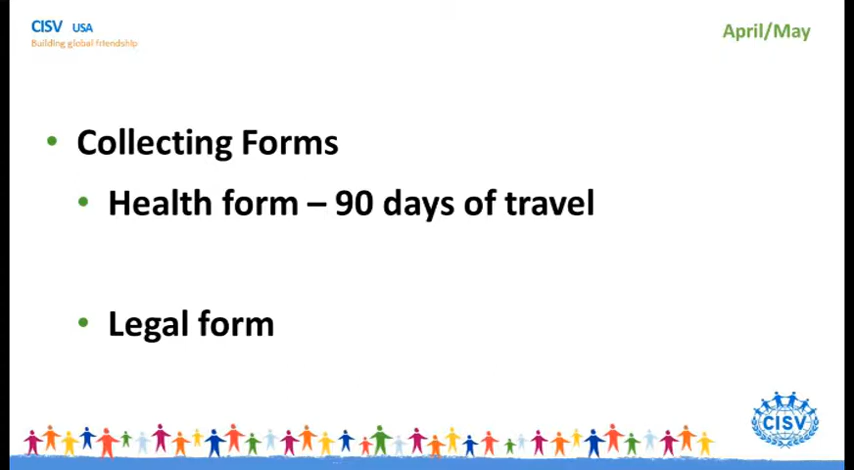 CISV USA
Building global friendship
April/May
• Collecting Forms
• Health form – 90 days of travel
• Legal form
CISV